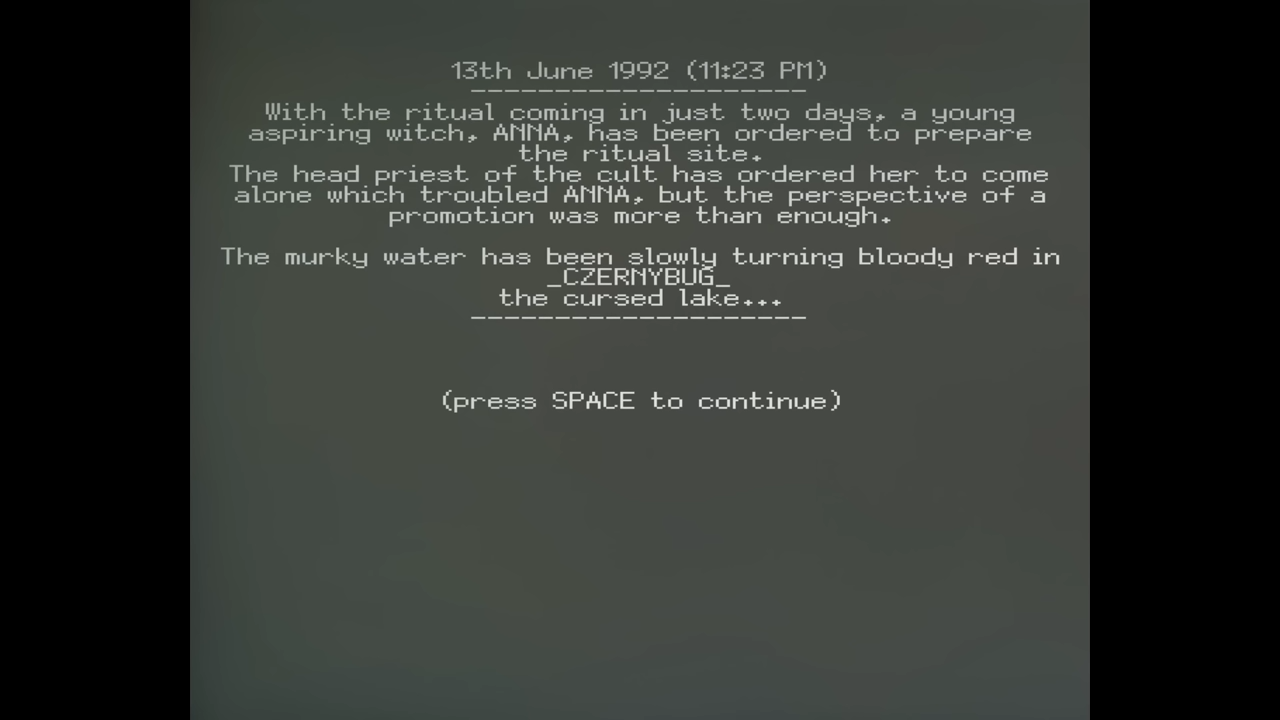 13th June 1992 (11:23 PM)
--------------------
With the ritual coming in just two days, a young
aspiring witch, ANNA, has been ordered to prepare
the ritual site.
The head priest of the cult has ordered her to come
alone which troubled ANNA, but the perspective of a
promotion was more than enough.
The murky water has been slowly turning bloody red in
_CZERNYBUG_
the cursed lake...
--------------------
(press SPACE to continue)